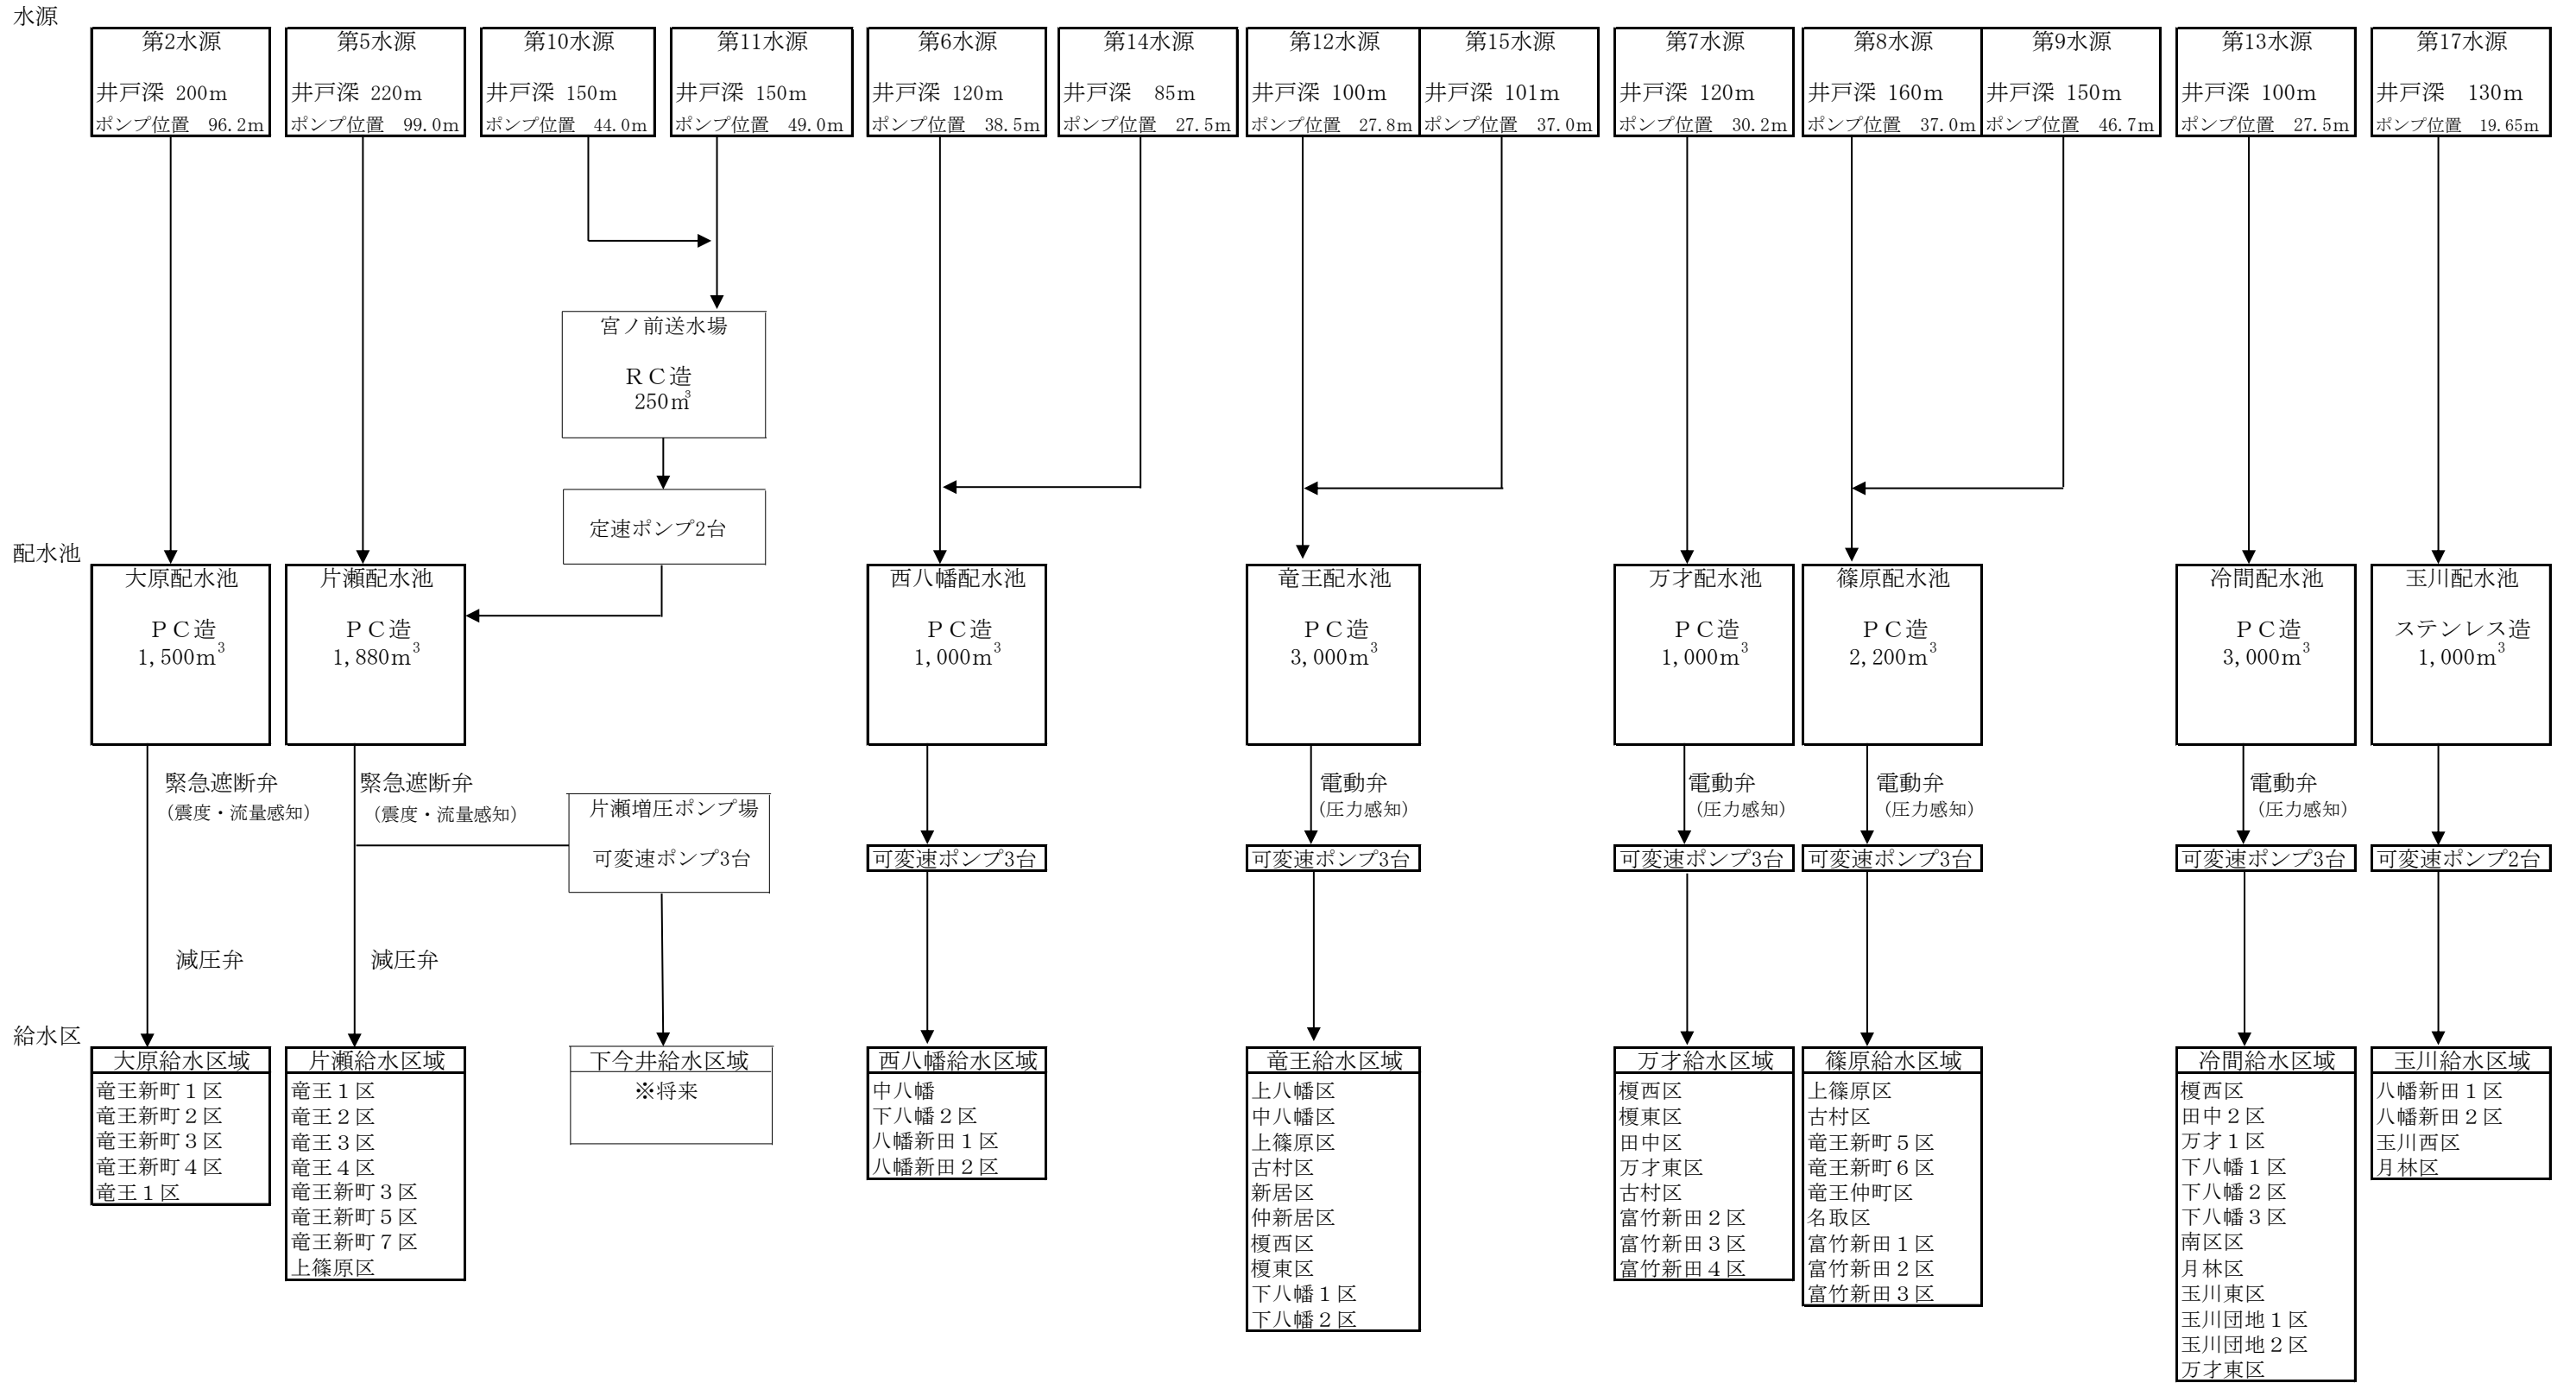 水源
第2水源
井戸深 200m
ポンプ位置 96.2m
第5水源
井戸深 220m
ポンプ位置 99.0m
第10水源
井戸深 150m
ポンプ位置 44.0m
第11水源
井戸深 150m
ポンプ位置 49.0m
第6水源
井戸深 120m
ポンプ位置 38.5m
第14水源
井戸深 85m
ポンプ位置 27.5m
第12水源
井戸深 100m
ポンプ位置 27.8m
第15水源
井戸深 101m
ポンプ位置 37.0m
第7水源
井戸深 120m
ポンプ位置 30.2m
第8水源
井戸深 160m
ポンプ位置 37.0m
第9水源
井戸深 150m
ポンプ位置 46.7m
第13水源
井戸深 100m
ポンプ位置 27.5m
第17水源
井戸深 130m
ポンプ位置 19.65m
宮ノ前送水場
ＲＣ造
250m³
定速ポンプ2台
配水池
大原配水池
ＰＣ造
1,500m³
片瀬配水池
ＰＣ造
1,880m³
西八幡配水池
ＰＣ造
1,000m³
竜王配水池
ＰＣ造
3,000m³
万才配水池
ＰＣ造
1,000m³
篠原配水池
ＰＣ造
2,200m³
冷間配水池
ＰＣ造
3,000m³
玉川配水池
ステンレス造
1,000m³
緊急遮断弁
(震度・流量感知)
緊急遮断弁
(震度・流量感知)
片瀬増圧ポンプ場
可変速ポンプ3台
電動弁
(圧力感知)
電動弁
(圧力感知)
電動弁
(圧力感知)
電動弁
(圧力感知)
可変速ポンプ3台
可変速ポンプ3台
可変速ポンプ3台
可変速ポンプ3台
可変速ポンプ3台
可変速ポンプ2台
減圧弁
減圧弁
給水区
大原給水区域
竜王新町１区
竜王新町２区
竜王新町３区
竜王新町４区
竜王１区
片瀬給水区域
竜王１区
竜王２区
竜王３区
竜王４区
竜王新町３区
竜王新町５区
竜王新町７区
上篠原区
下今井給水区域
※将来
西八幡給水区域
中八幡
下八幡２区
八幡新田１区
八幡新田２区
竜王給水区域
上八幡区
中八幡区
上篠原区
古村区
新居区
仲新居区
榎西区
榎東区
下八幡１区
下八幡２区
万才給水区域
榎西区
榎東区
田中区
万才東区
古村区
富竹新田２区
富竹新田３区
富竹新田４区
篠原給水区域
上篠原区
古村区
竜王新町５区
竜王新町６区
竜王仲町区
名取区
富竹新田１区
富竹新田２区
富竹新田３区
冷間給水区域
榎西区
田中２区
万才１区
下八幡１区
下八幡２区
下八幡３区
南区区
月林区
玉川東区
玉川団地１区
玉川団地２区
万才東区
玉川給水区域
八幡新田１区
八幡新田２区
玉川西区
月林区